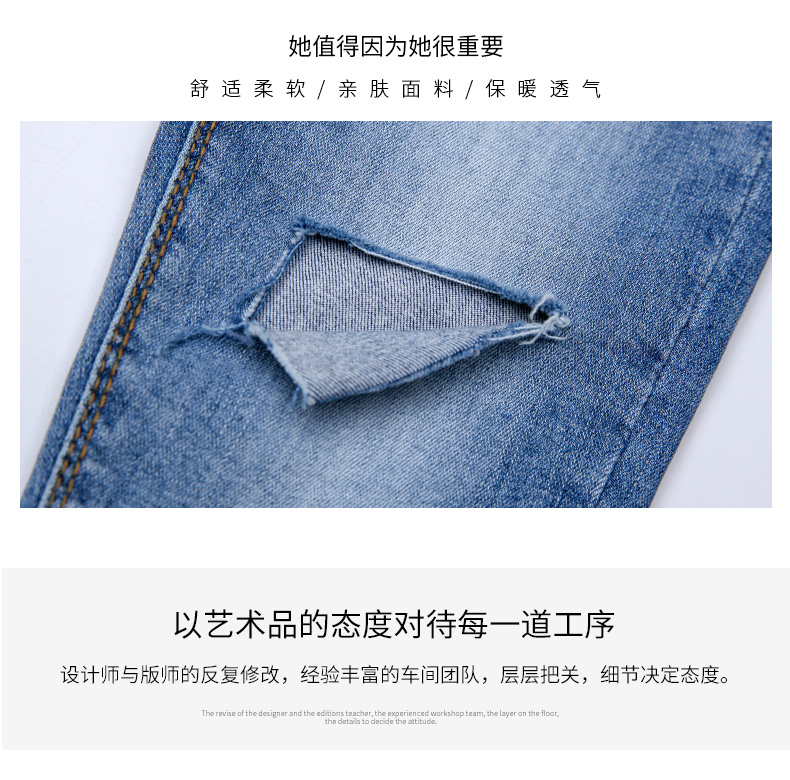 她值得因为她很重要
舒适柔软/亲肤面料/保暖透气
以艺术品的态度对待每一道工序
设计师与版师的反复修改，经验丰富的车间团队，层层把关，细节决定态度。
The revise of the designer and the editions teacher, the experienced workshop team, the layer on the floor,
the details to decide the attitude.